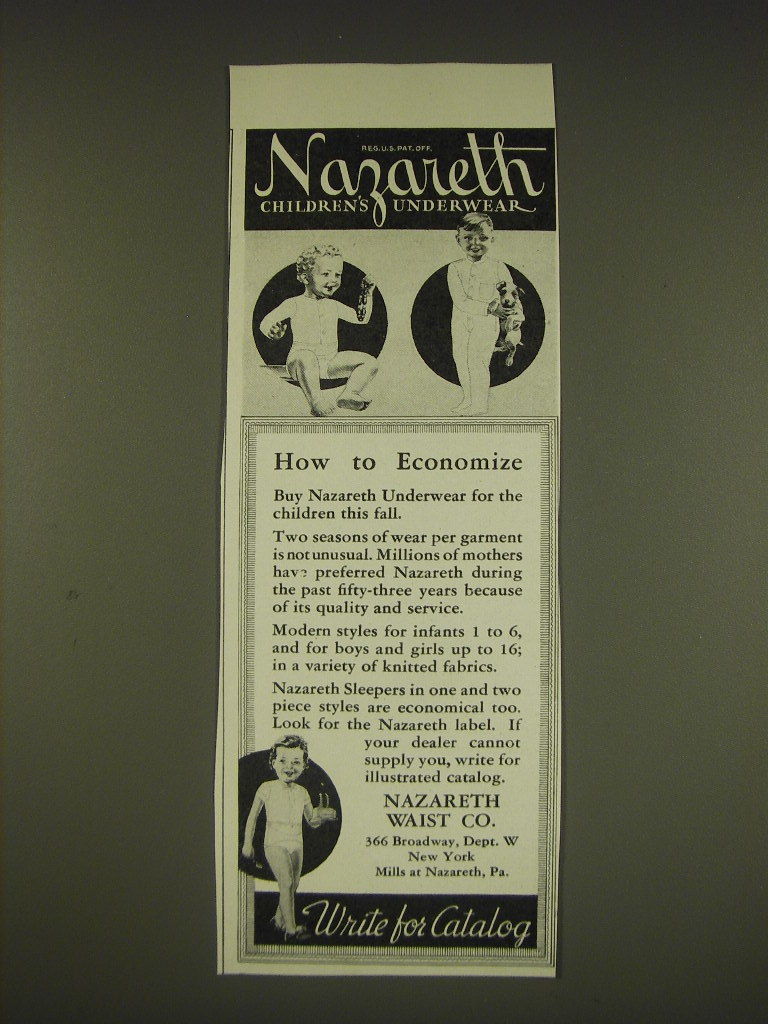 Nazareth
REG. U.S. PAT. OFF.
CHILDREN'S UNDERWEAR
How to Economize
Buy Nazareth Underwear for the
children this fall.
Two seasons of wear per garment
is not unusual. Millions of mothers
have preferred Nazareth during
the past fifty-three years because
of its quality and service.
Modern styles for infants 1 to 6,
and for boys and girls up to 16;
in a variety of knitted fabrics.
Nazareth Sleepers in one and two
piece styles are economical too.
Look for the Nazareth label. If
your dealer cannot
supply you, write for
illustrated catalog.
NAZARETH
WAIST CO.
366 Broadway, Dept. W
New York
Mills at Nazareth, Pa.
Write for Catalog